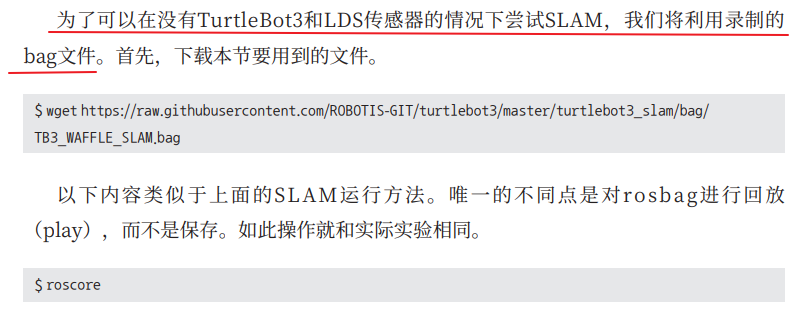 为了可以在没有TurtleBot3和LDS传感器的情况下尝试SLAM，我们将利用录制的
bag文件。首先，下载本节要用到的文件。
$ wget https://raw.githubusercontent.com/ROBOTIS-GIT/turtlebot3/master/turtlebot3_slam/bag/
TB3_WAFFLE_SLAM.bag
以下内容类似于上面的SLAM运行方法。唯一的不同点是对rosbag进行回放
（play），而不是保存。如此操作就和实际实验相同。
$ roscore